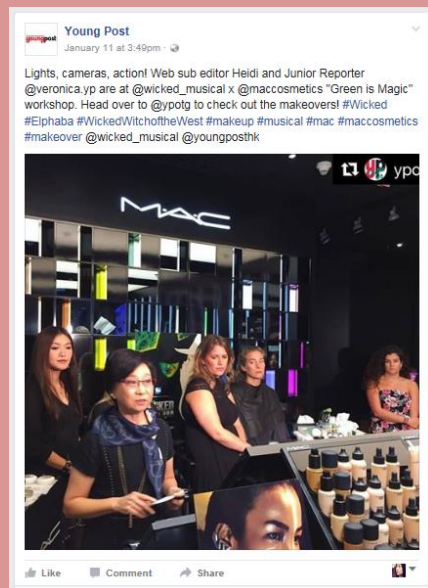 youngpost
Young Post
January 11 at 3:49pm ·
Lights, cameras, action! Web sub editor Heidi and Junior Reporter
@veronica.yp are at @wicked_musical x @maccosmetics "Green is Magic"
workshop. Head over to @ypotg to check out the makeovers! #Wicked
#Elphaba #WickedWitchoftheWest #makeup #musical #mac #maccosmetics
#makeover @wicked_musical @youngposthk
yp ypo
MAC
Like Comment Share